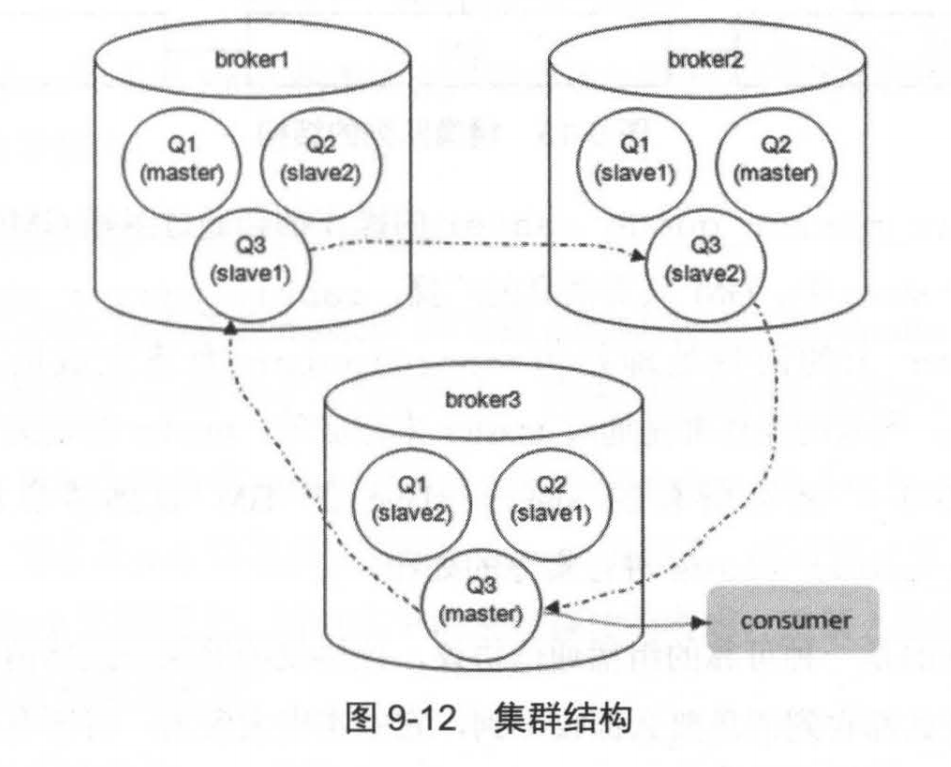 broker1
Q1
(master)
Q2
(slave2)
Q3
(slave1)
broker2
Q1
(slave1)
Q2
(master)
Q3
(slave2)
broker3
Q1
(slave2)
Q2
(slave1)
Q3
(master)
consumer
图 9-12 集群结构